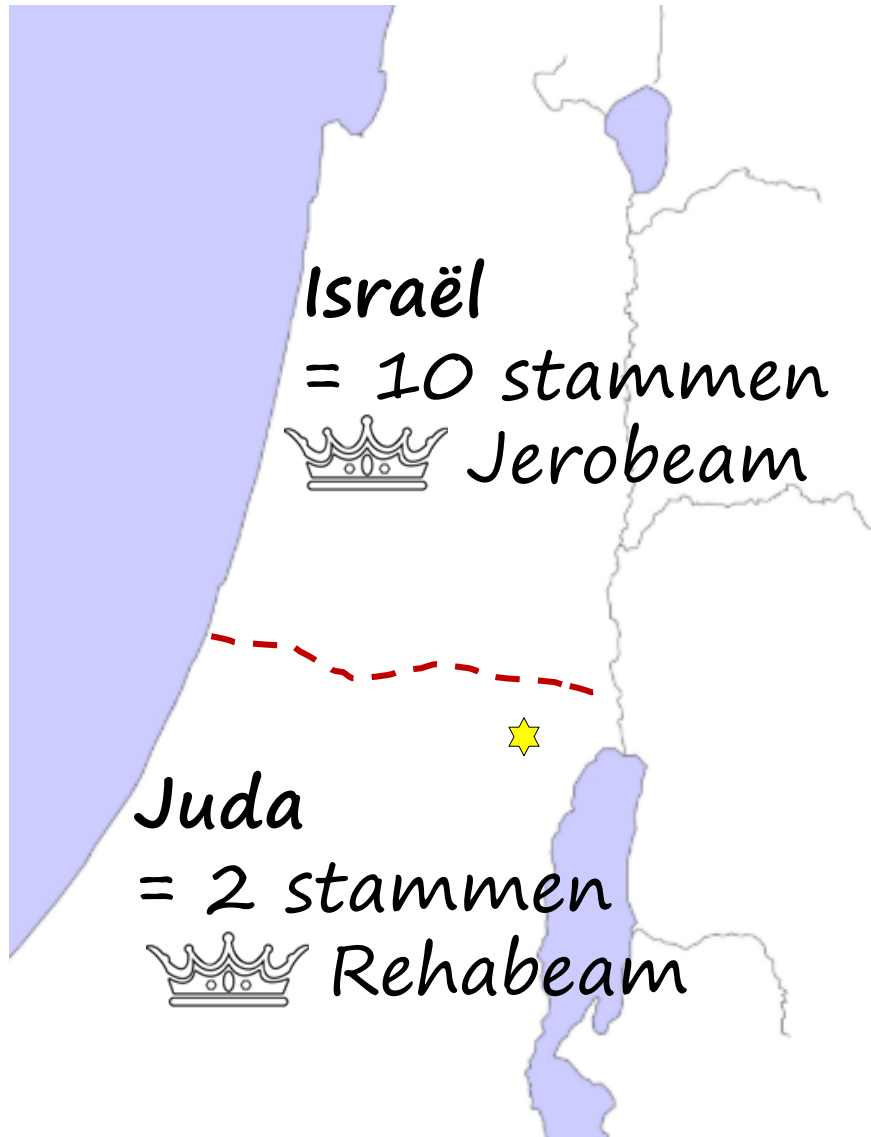 Israël
= 10 stammen
Jerobeam
Juda
= 2 stammen
Rehabeam